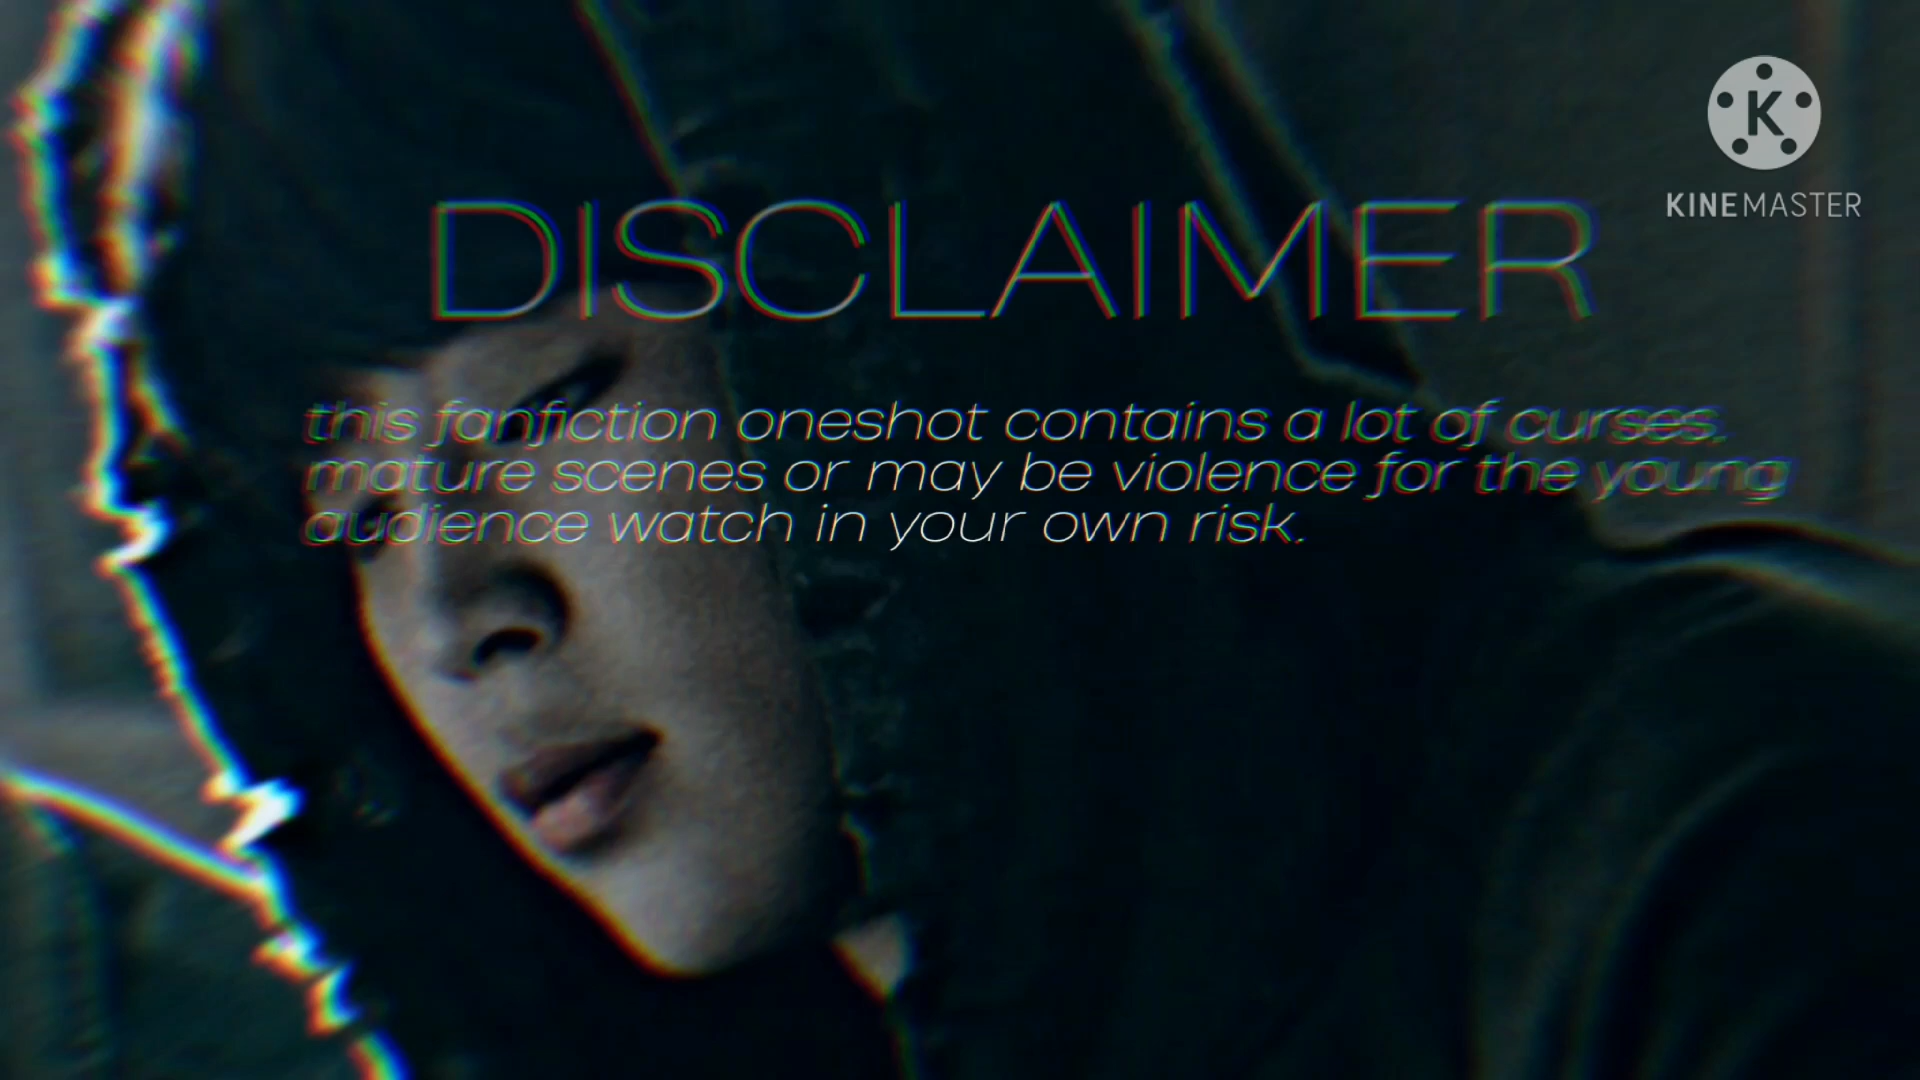 K
KINEMASTER
DISCLAIMER
this fanfiction oneshot contains a lot of curses,
mature scenes or may be violence for the young
audience watch in your own risk.